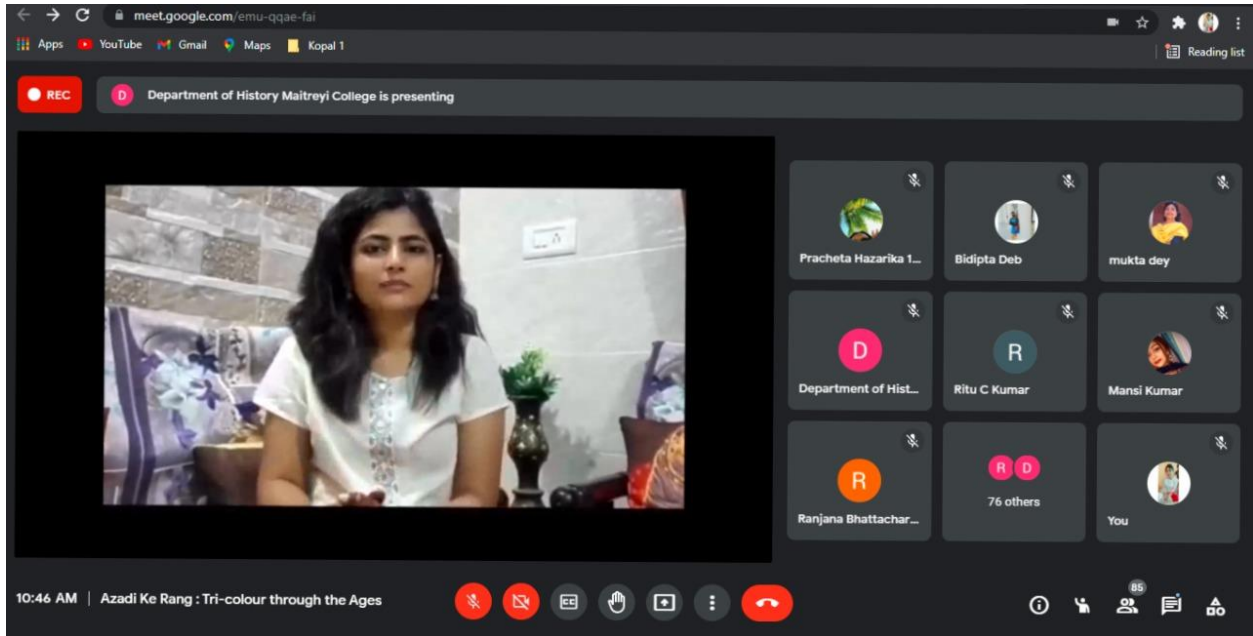 meet.google.com/emu-qqae-fai
Apps YouTube Gmail Maps Kopal 1
Reading list
REC D Department of History Maitreyi College is presenting
Pracheta Hazarika 1... Bidipta Deb mukta dey
D R
Department of Hist... Ritu C Kumar Mansi Kumar
R R D
76 others
Ranjana Bhattachar... You
85
10:46 AM | Azadi Ke Rang : Tri-colour through the Ages CC